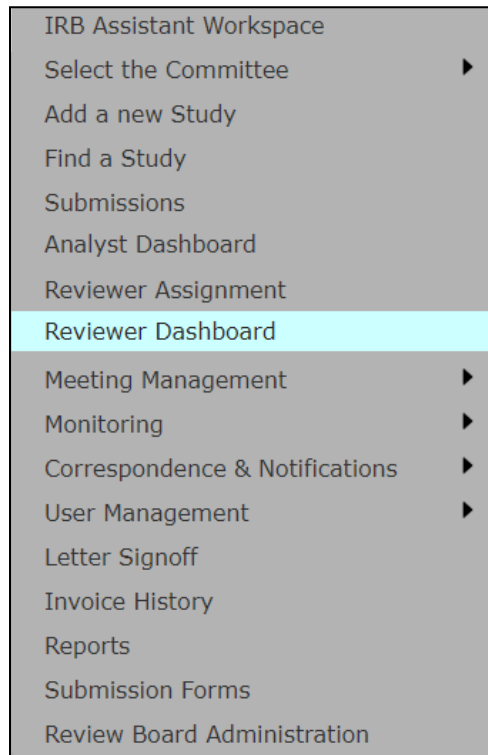 IRB Assistant Workspace
Select the Committee
Add a new Study
Find a Study
Submissions
Analyst Dashboard
Reviewer Assignment
Reviewer Dashboard
Meeting Management
Monitoring
Correspondence & Notifications
User Management
Letter Signoff
Invoice History
Reports
Submission Forms
Review Board Administration